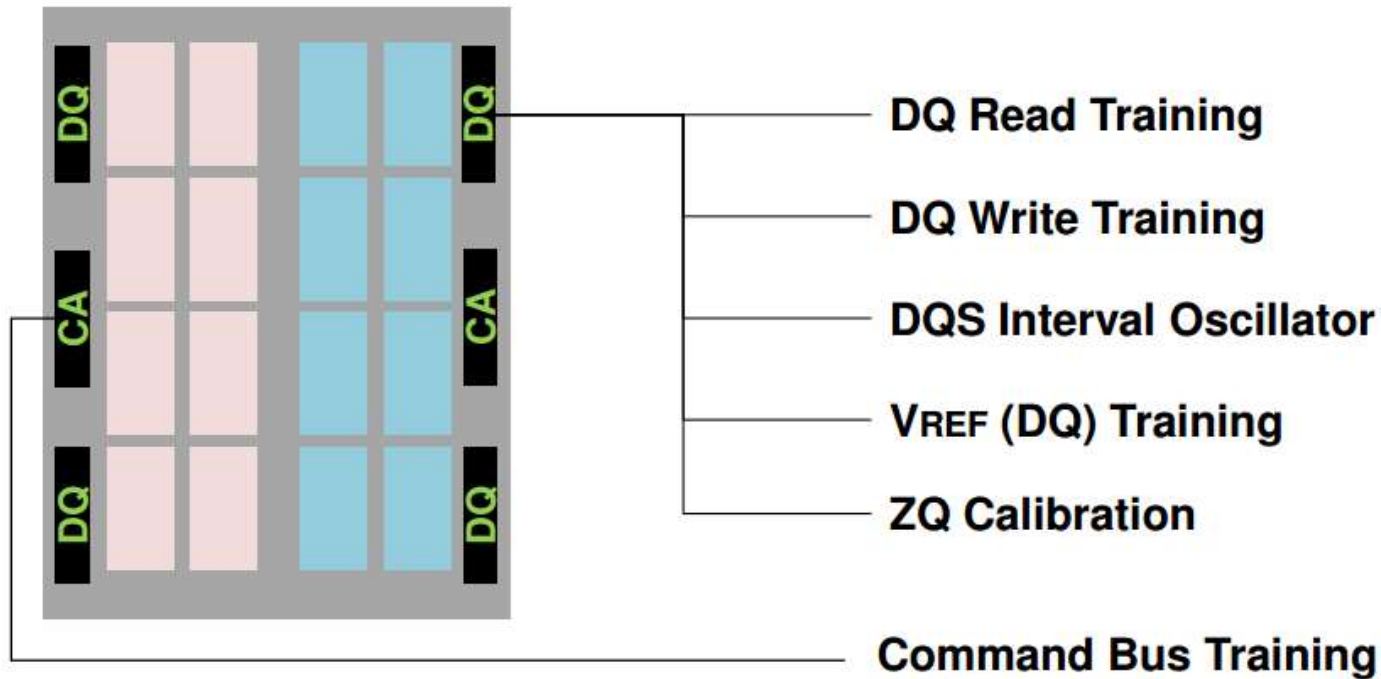 DQ
DQ
DQ Read Training
DQ Write Training
CA
CA
DQS Interval Oscillator
VREF (DQ) Training
DQ
DQ
ZQ Calibration
Command Bus Training